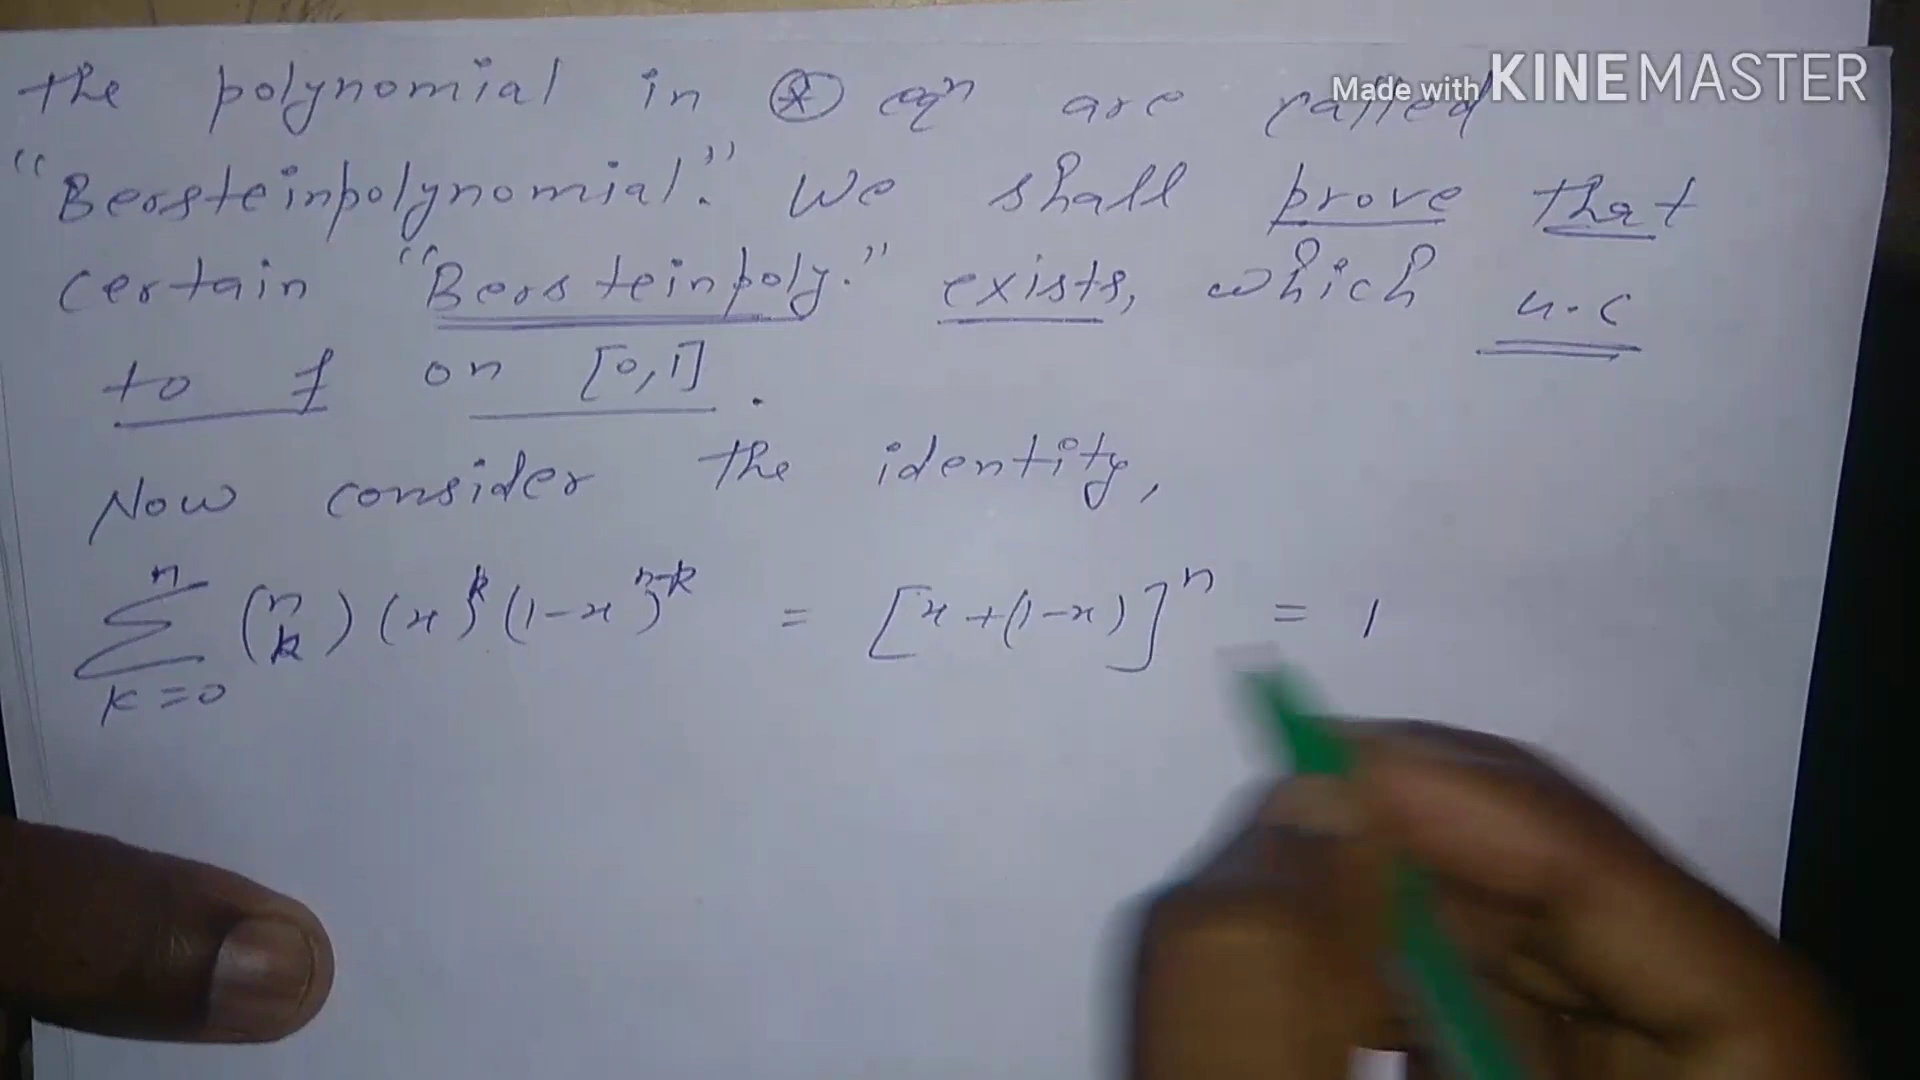 Made with KINEMASTER
the polynomial in ⊛ eqⁿ are called
"Bersteinpolynomial". We shall prove that
certain "Bersteinpoly." exists, which u.c
to f on [0,1].
Now consider the identity,
∑_{k=0}^{n} (n k) (x)^k (1-x)^{n-k} = [x+(1-x)]^n = 1